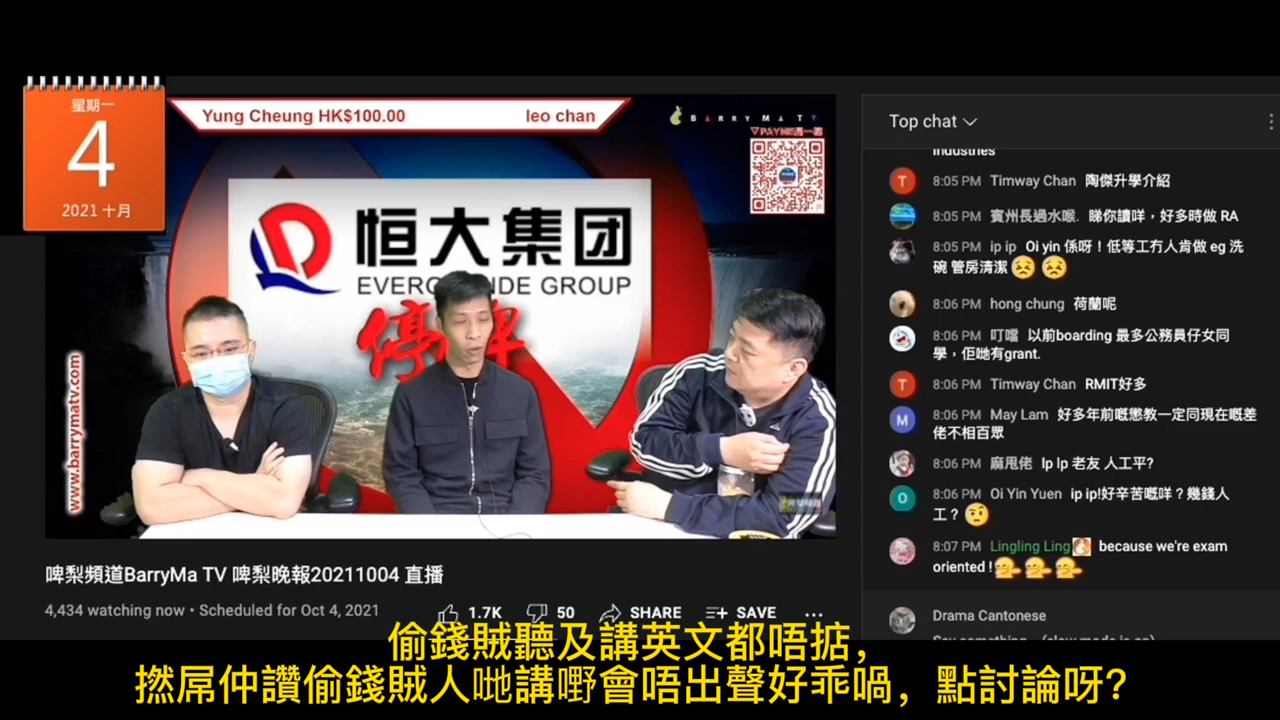 星期一
4
2021 十月
Yung Cheung HK$100.00
leo chan
BARRYMA TV
恒大集团
EVERGRANDE GROUP
停牌
www.barrymatv.com
啤梨頻道BarryMa TV 啤梨晚報20211004 直播
4,434 watching now • Scheduled for Oct 4, 2021
1.7K
50
SHARE
SAVE
Top chat
industries
8:05 PM Timway Chan 陶傑升學介紹
8:05 PM 賓州長過水喉. 睇你讀咩，好多時做 RA
8:05 PM ip ip Oi yin 係呀！低等工冇人肯做 eg 洗
碗 管房清潔
8:06 PM hong chung 荷蘭呢
8:06 PM 叮噹 以前boarding 最多公務員仔女同
學，佢哋有grant.
8:06 PM Timway Chan RMIT好多
8:06 PM May Lam 好多年前嘅懲教一定同現在嘅差
佬不相百眾
8:06 PM 麻甩佬 Ip Ip 老友 人工平?
8:06 PM Oi Yin Yuen ip ip!好辛苦嘅咩？幾錢人
工？
8:07 PM Lingling Ling because we're exam
oriented !
Drama Cantonese
Say something... (slow mode is on)
偷錢賊聽及講英文都唔掂，
撚屌仲讚偷錢賊人哋講嘢會唔出聲好乖喎，點討論呀？